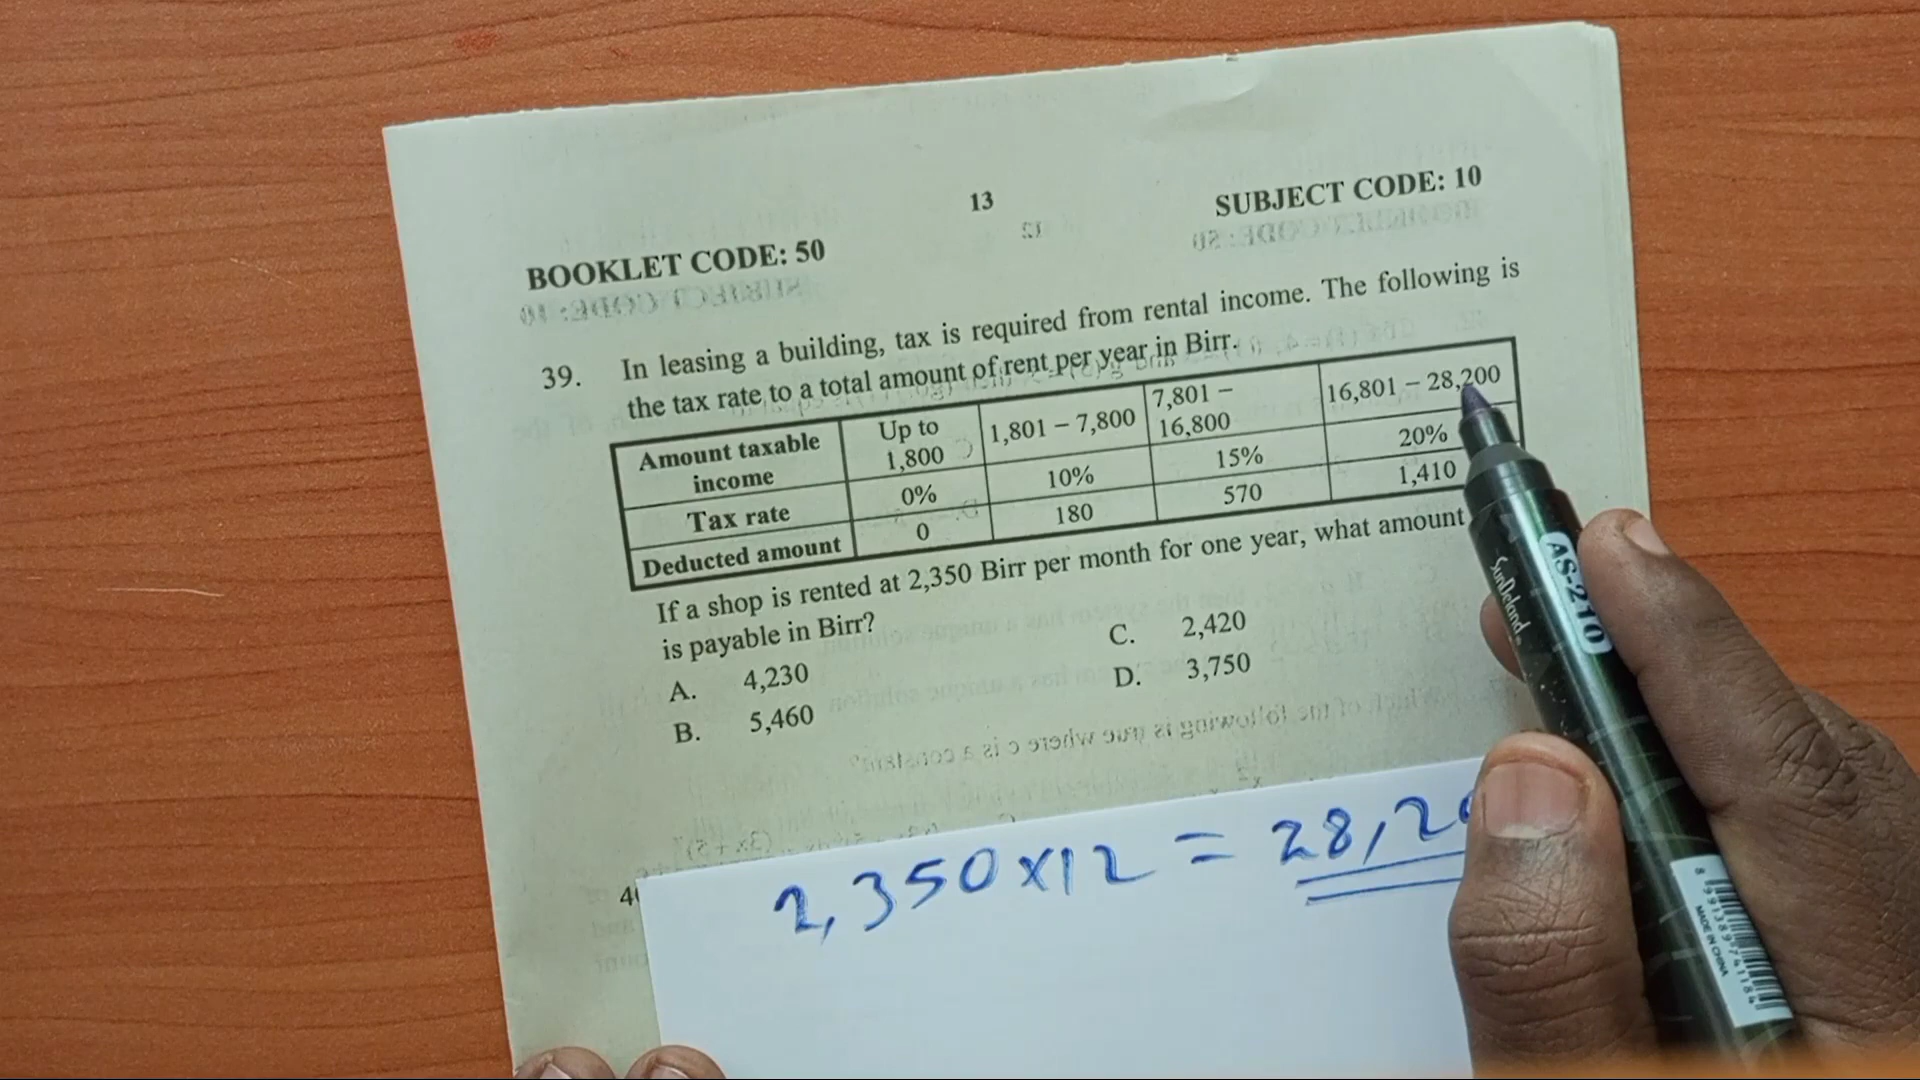 13
SUBJECT CODE: 10
BOOKLET CODE: 50
39. In leasing a building, tax is required from rental income. The following is
the tax rate to a total amount of rent per year in Birr.
Amount taxable income | Up to 1,800 | 1,801 – 7,800 | 7,801 – 16,800 | 16,801 – 28,200
Tax rate | 0% | 10% | 15% | 20%
Deducted amount | 0 | 180 | 570 | 1,410
If a shop is rented at 2,350 Birr per month for one year, what amount
is payable in Birr?
A. 4,230
B. 5,460
C. 2,420
D. 3,750
2,350 x 12 = 28,20
4
AS-210
SunDeland
MADE IN CHINA
8 991389 741184